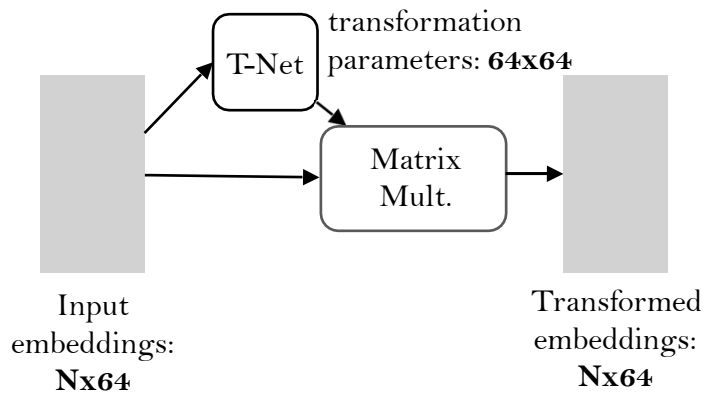 transformation
parameters: 64x64
T-Net
Matrix
Mult.
Input
embeddings:
Nx64
Transformed
embeddings:
Nx64